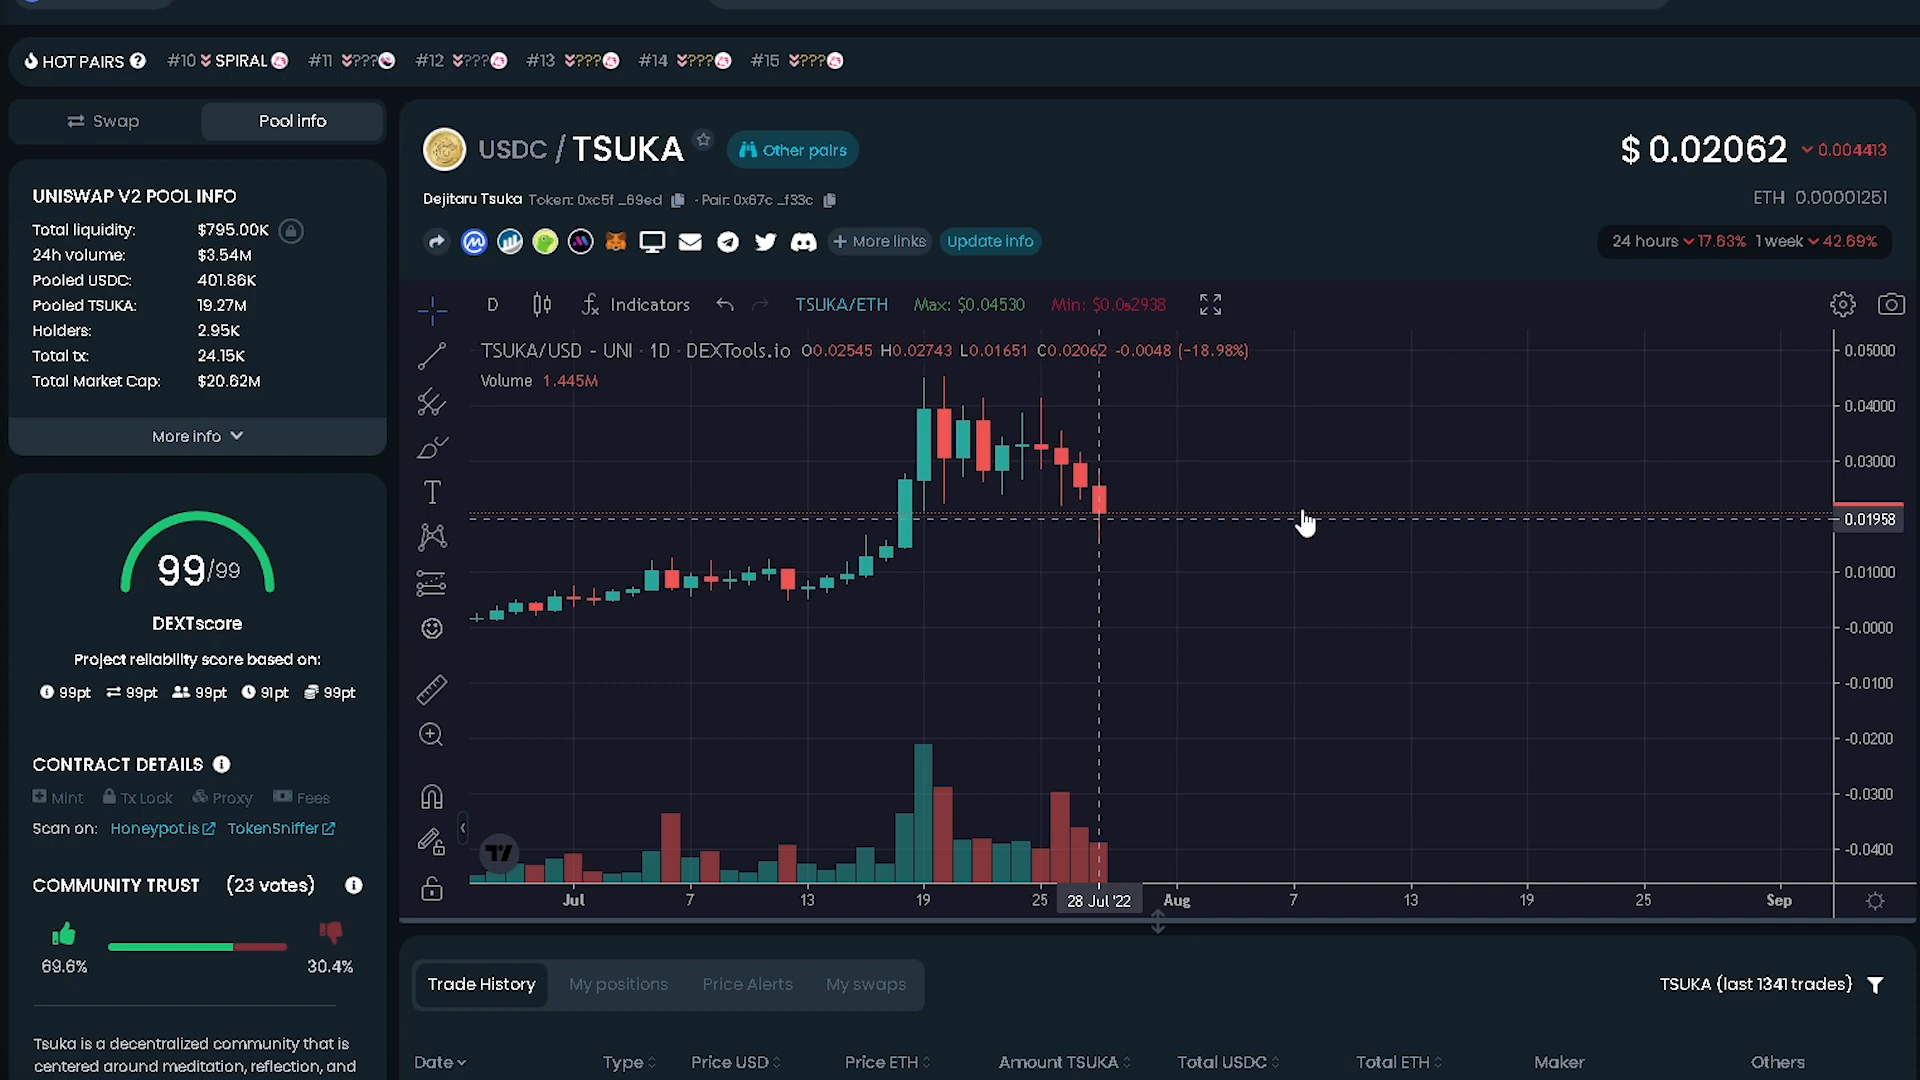 HOT PAIRS ? #10 SPIRAL #11 ??? #12 ??? #13 ??? #14 ??? #15 ???
Swap Pool info
UNISWAP V2 POOL INFO
Total liquidity: $795.00K
24h volume: $3.54M
Pooled USDC: 401.86K
Pooled TSUKA: 19.27M
Holders: 2.95K
Total tx: 24.15K
Total Market Cap: $20.62M
More info
99/99
DEXTscore
Project reliability score based on:
99pt 99pt 99pt 91pt 99pt
CONTRACT DETAILS
Mint Tx Lock Proxy Fees
Scan on: Honeypot.is TokenSniffer
COMMUNITY TRUST (23 votes)
69.6% 30.4%
Tsuka is a decentralized community that is
centered around meditation, reflection, and
USDC / TSUKA Other pairs
$ 0.02062 0.004413
Dejitaru Tsuka Token: 0xc5f _69ed - Pair: 0x67c _f33c
ETH 0.00001251
+ More links Update info
24 hours 17.63% 1 week 42.69%
D Indicators TSUKA/ETH Max: $0.04530 Min: $0.0₅2938
TSUKA/USD - UNI · 1D · DEXTools.io O0.02545 H0.02743 L0.01651 C0.02062 -0.0048 (-18.98%)
Volume 1.445M
0.05000
0.04000
0.03000
0.01958
0.01000
-0.0000
-0.0100
-0.0200
-0.0300
-0.0400
Jul 7 13 19 25 28 Jul '22 Aug 7 13 19 25 Sep
Trade History My positions Price Alerts My swaps
TSUKA (last 1341 trades)
Date Type Price USD Price ETH Amount TSUKA Total USDC Total ETH Maker Others